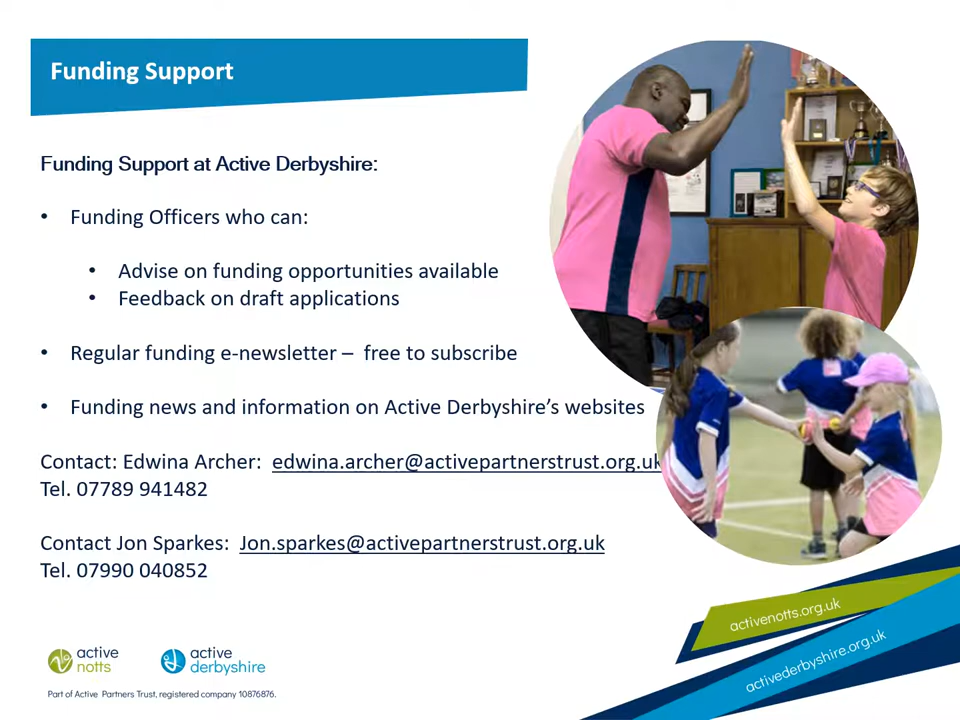 Funding Support
Funding Support at Active Derbyshire:
• Funding Officers who can:
• Advise on funding opportunities available
• Feedback on draft applications
• Regular funding e-newsletter – free to subscribe
• Funding news and information on Active Derbyshire's websites
Contact: Edwina Archer: edwina.archer@activepartnerstrust.org.uk
Tel. 07789 941482
Contact Jon Sparkes: Jon.sparkes@activepartnerstrust.org.uk
Tel. 07990 040852
activenotts.org.uk
activederbyshire.org.uk
active
notts
active
derbyshire
Part of Active Partners Trust, registered company 10876876.